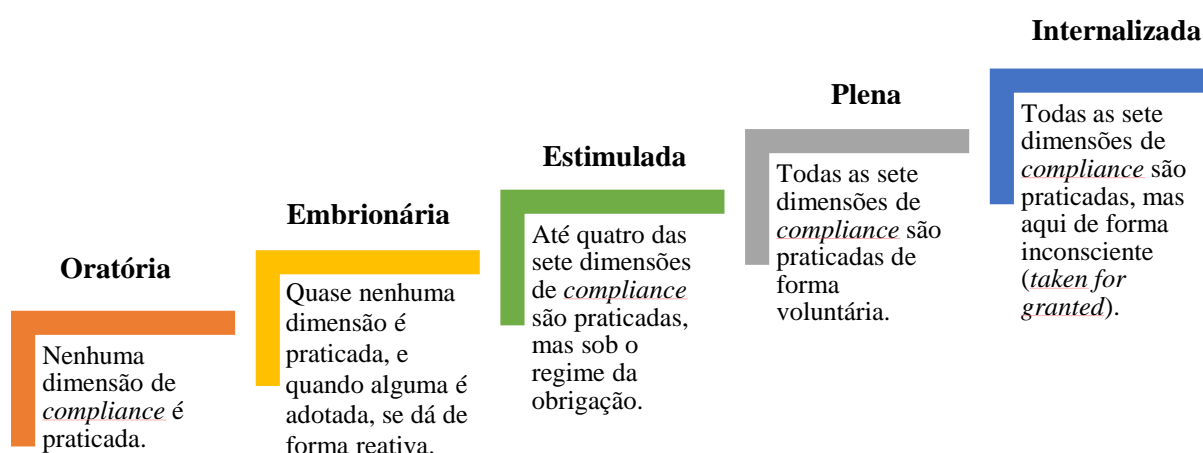 Oratória
Nenhuma
dimensão de
compliance é
praticada.
Embrionária
Quase nenhuma
dimensão é
praticada, e
quando alguma é
adotada, se dá de
forma reativa.
Estimulada
Até quatro das
sete dimensões
de compliance
são praticadas,
mas sob o
regime da
obrigação.
Plena
Todas as sete
dimensões de
compliance são
praticadas de
forma
voluntária.
Internalizada
Todas as sete
dimensões de
compliance são
praticadas, mas
aqui de forma
inconsciente
(taken for
granted).